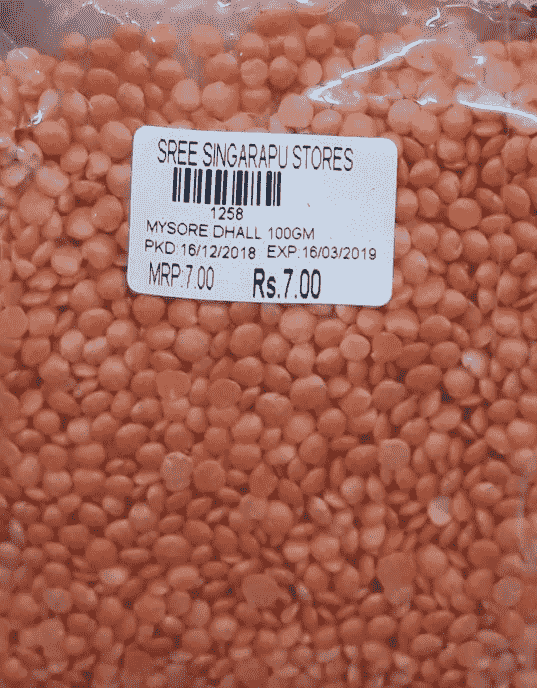 SREE SINGARAPU STORES
1258
MYSORE DHALL 100GM
PKD:16/12/2018 EXP:16/03/2019
MRP:7.00 Rs.7.00